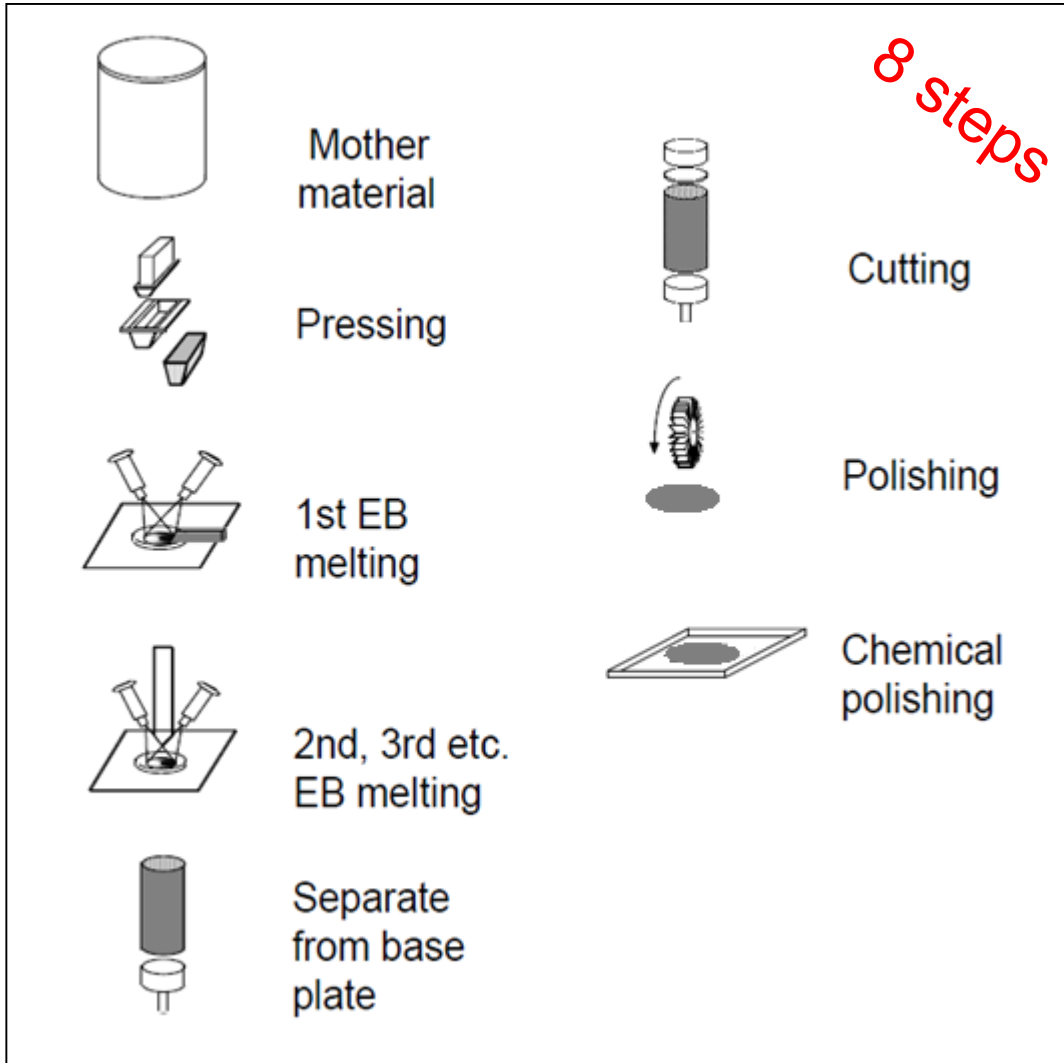 Mother
material
Pressing
1st EB
melting
2nd, 3rd etc.
EB melting
Separate
from base
plate
8 steps
Cutting
Polishing
Chemical
polishing